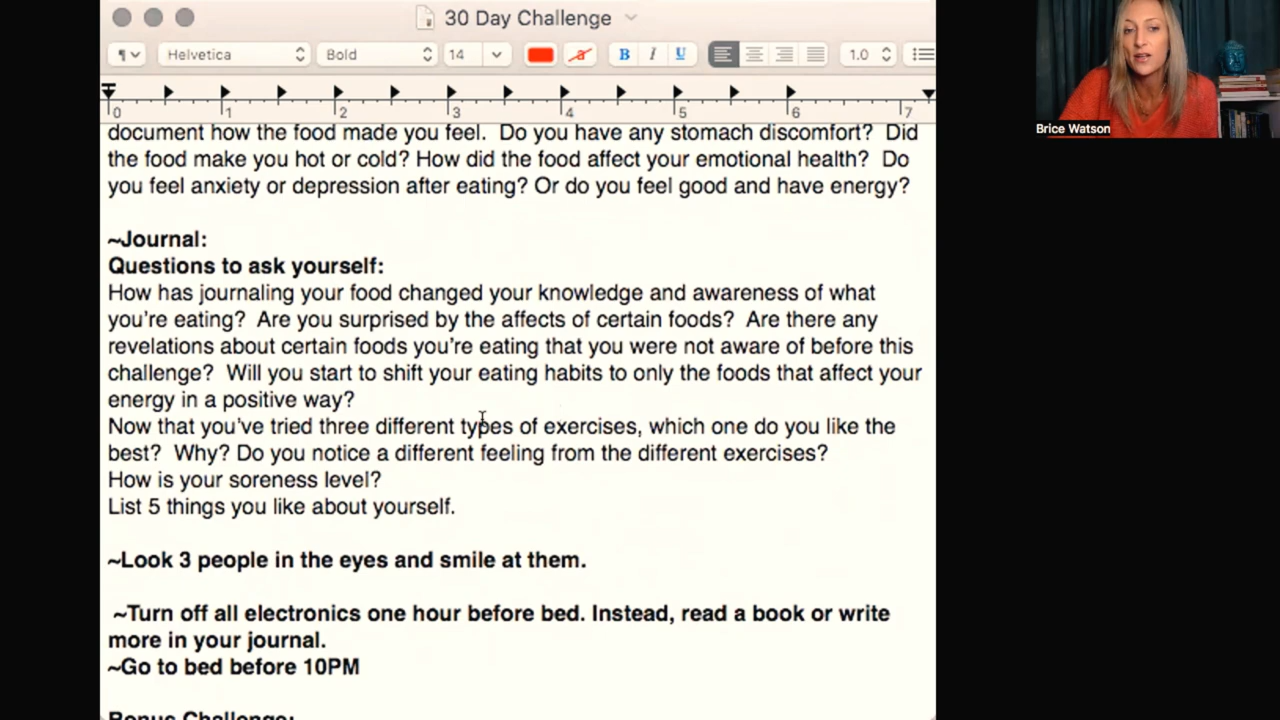 30 Day Challenge
Helvetica
Bold
14
a
B I U
1.0
0 1 2 3 4 5 6 7
document how the food made you feel.  Do you have any stomach discomfort?  Did
the food make you hot or cold? How did the food affect your emotional health?  Do
you feel anxiety or depression after eating? Or do you feel good and have energy?
~Journal:
Questions to ask yourself:
How has journaling your food changed your knowledge and awareness of what
you're eating?  Are you surprised by the affects of certain foods?  Are there any
revelations about certain foods you're eating that you were not aware of before this
challenge?  Will you start to shift your eating habits to only the foods that affect your
energy in a positive way?
Now that you've tried three different types of exercises, which one do you like the
best?  Why? Do you notice a different feeling from the different exercises?
How is your soreness level?
List 5 things you like about yourself.
~Look 3 people in the eyes and smile at them.
~Turn off all electronics one hour before bed. Instead, read a book or write
more in your journal.
~Go to bed before 10PM
Bonus Challenge:
Brice Watson